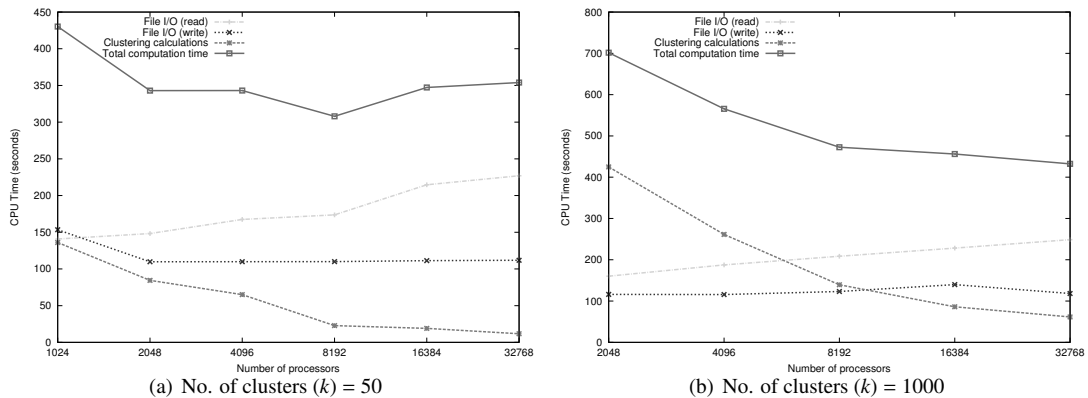 450
400
350
300
250
200
150
100
50
0
CPU Time (seconds)
File I/O (read)
File I/O (write)
Clustering calculations
Total computation time
1024 2048 4096 8192 16384 32768
Number of processors
(a) No. of clusters (k) = 50
800
700
600
500
400
300
200
100
0
CPU Time (seconds)
File I/O (read)
File I/O (write)
Clustering calculations
Total computation time
2048 4096 8192 16384 32768
Number of processors
(b) No. of clusters (k) = 1000